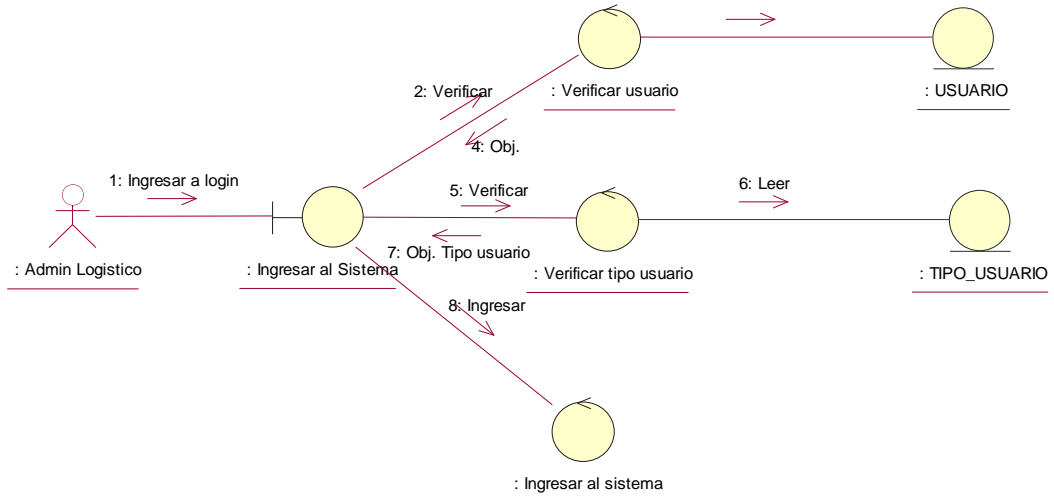 2: Verificar
: Verificar usuario
: USUARIO
4: Obj.
1: Ingresar a login
5: Verificar
6: Leer
7: Obj. Tipo usuario
: Admin Logistico
: Ingresar al Sistema
: Verificar tipo usuario
: TIPO_USUARIO
8: Ingresar
: Ingresar al sistema